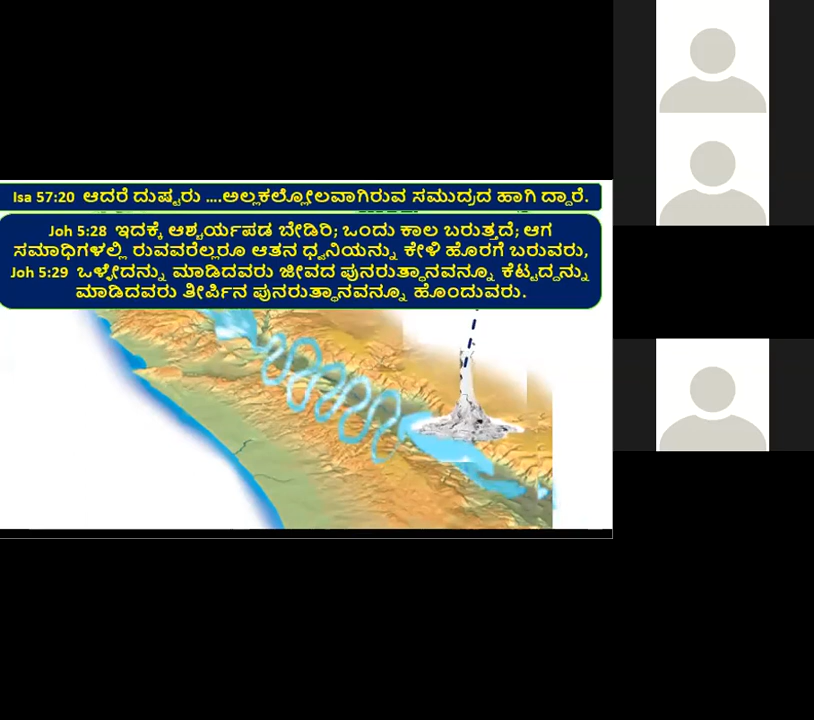 Isa 57:20 ಆದರೆ ದುಷ್ಟರು ....ಅಲ್ಲಕಲ್ಲೋಲವಾಗಿರುವ ಸಮುದ್ರದ ಹಾಗಿ ದ್ದಾರೆ.
Joh 5:28 ಇದಕ್ಕೆ ಆಶ್ಚರ್ಯಪಡ ಬೇಡಿರಿ; ಒಂದು ಕಾಲ ಬರುತ್ತದೆ; ಆಗ
ಸಮಾಧಿಗಳಲ್ಲಿ ರುವವರೆಲ್ಲರೂ ಆತನ ಧ್ವನಿಯನ್ನು ಕೇಳಿ ಹೊರಗೆ ಬರುವರು,
Joh 5:29 ಒಳ್ಳೇದನ್ನು ಮಾಡಿದವರು ಜೀವದ ಪುನರುತ್ಥಾನವನ್ನೂ ಕೆಟ್ಟದ್ದನ್ನು
ಮಾಡಿದವರು ತೀರ್ಪಿನ ಪುನರುತ್ಥಾನವನ್ನೂ ಹೊಂದುವರು.